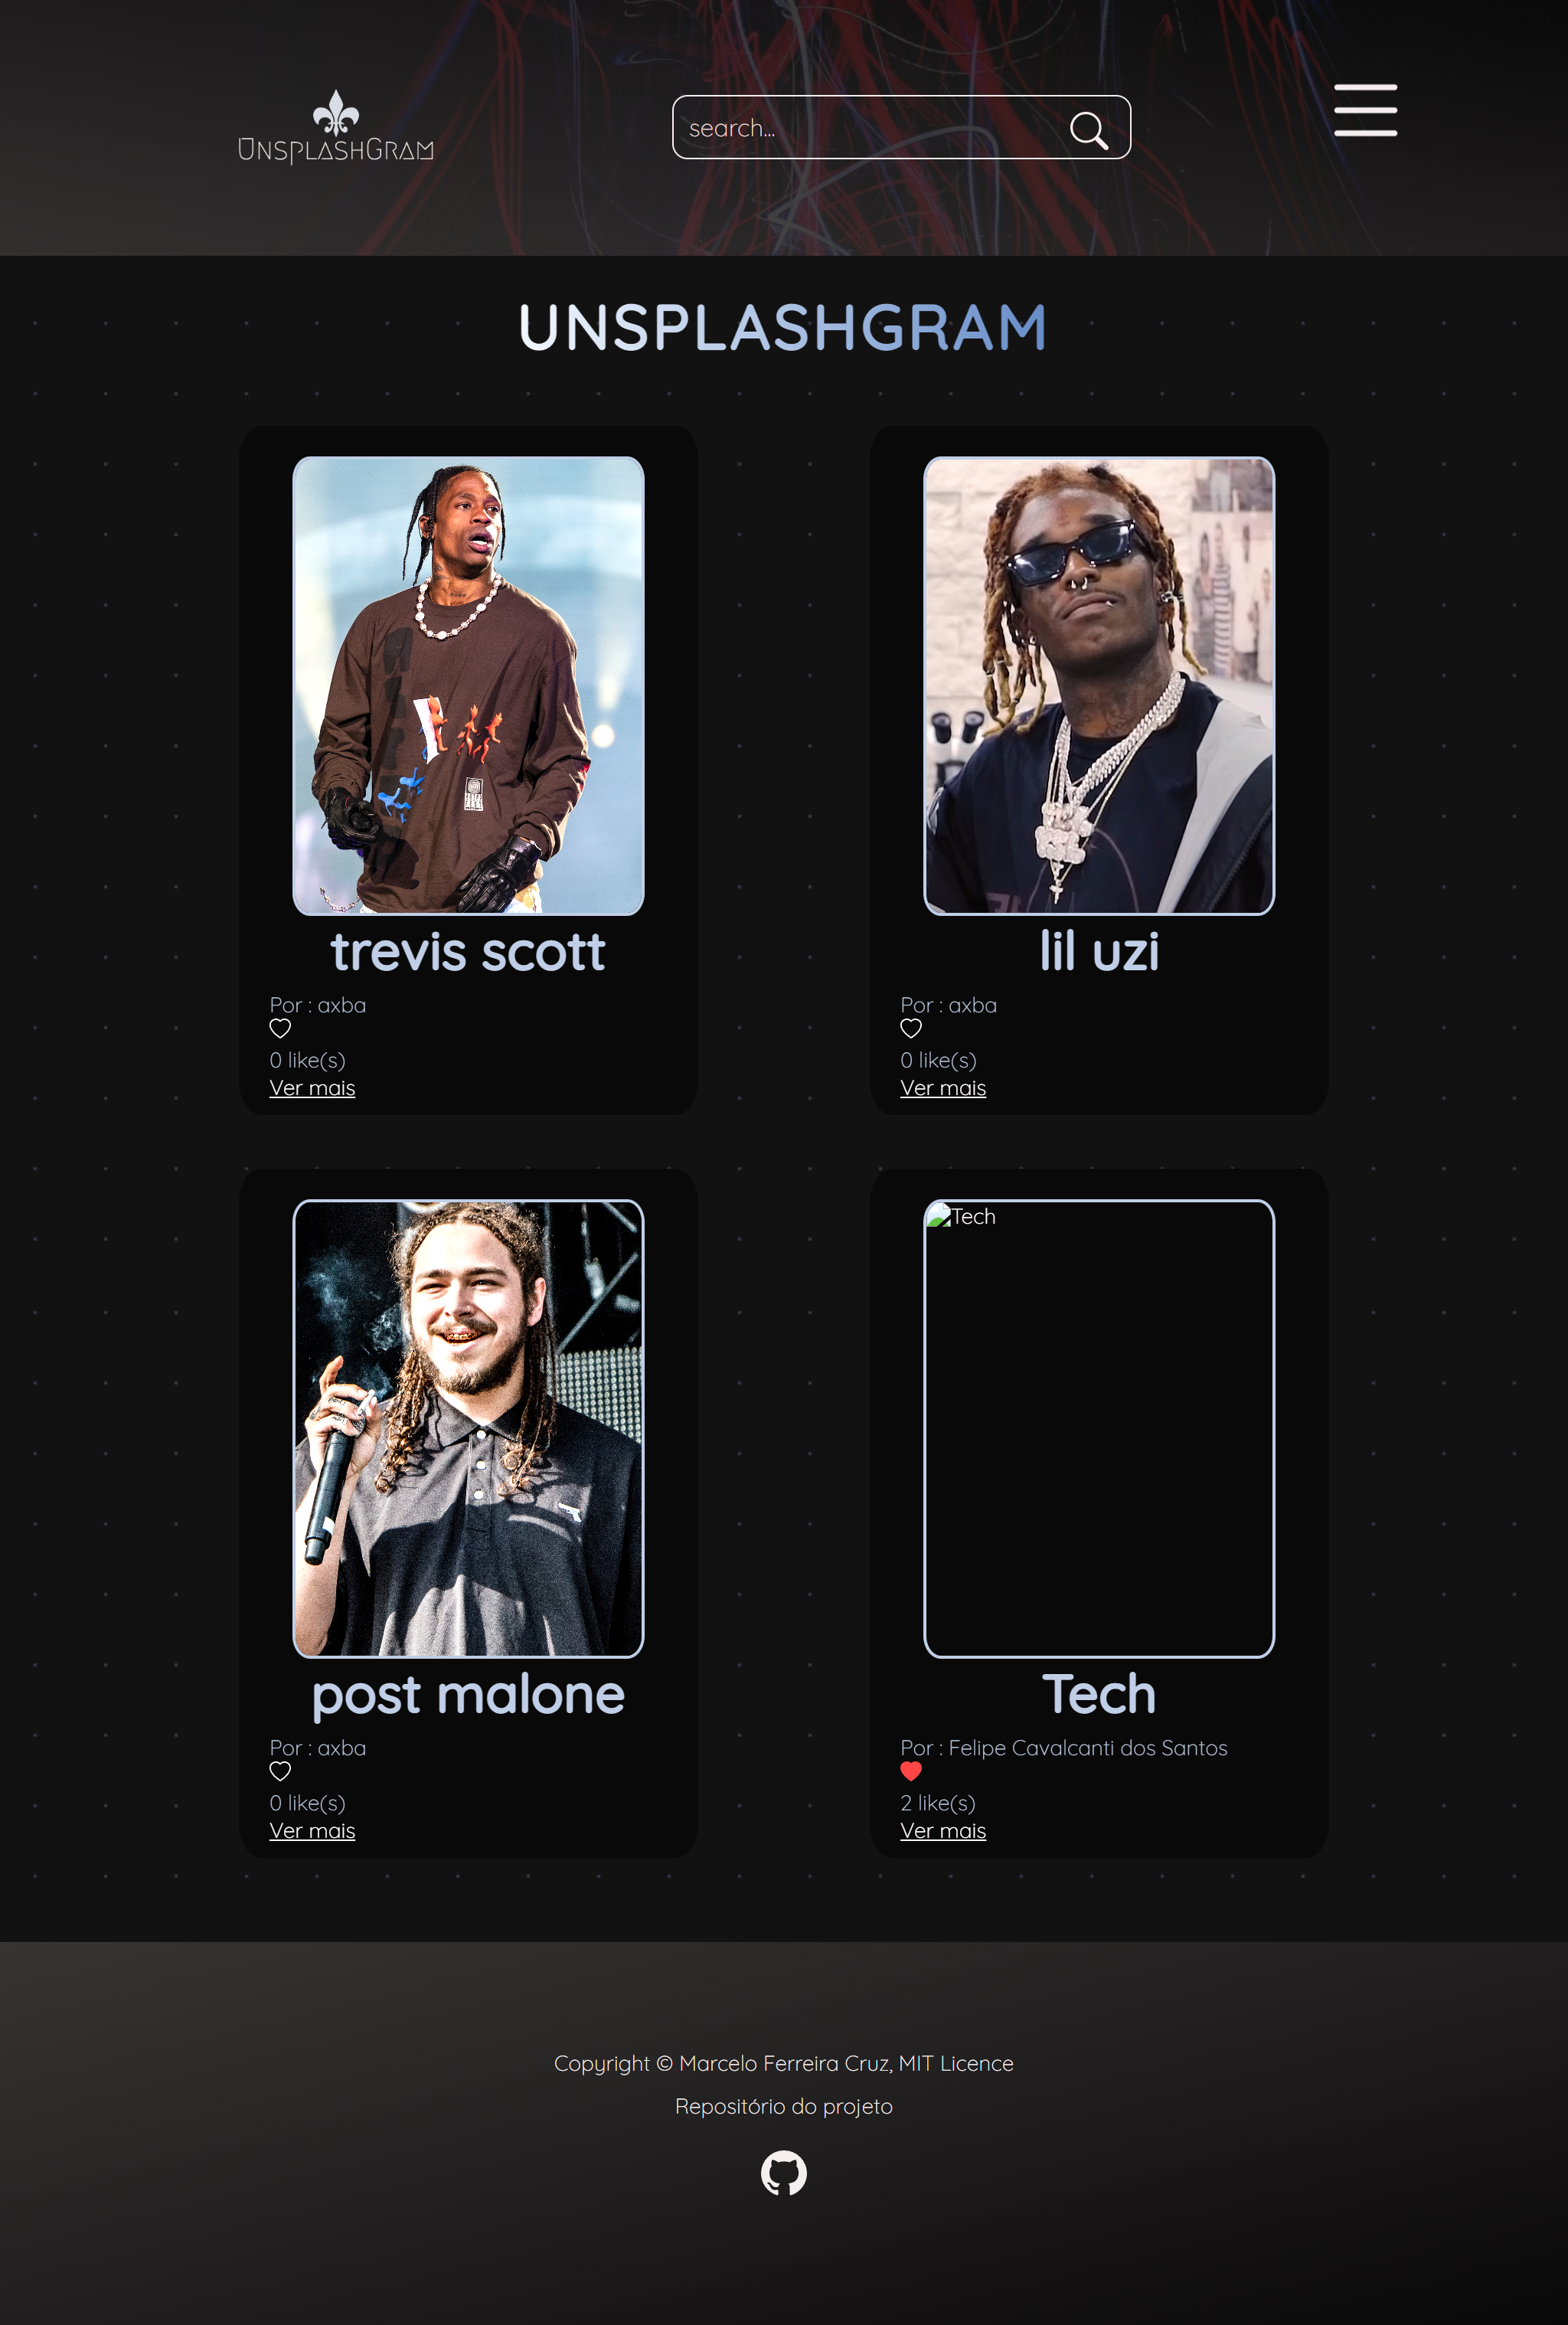 UNSPLASHGRAM
search...
UNSPLASHGRAM
trevis scott
Por : axba
0 like(s)
Ver mais
lil uzi
Por : axba
0 like(s)
Ver mais
post malone
Por : axba
0 like(s)
Ver mais
Tech
Tech
Por : Felipe Cavalcanti dos Santos
2 like(s)
Ver mais
Copyright © Marcelo Ferreira Cruz, MIT Licence
Repositório do projeto